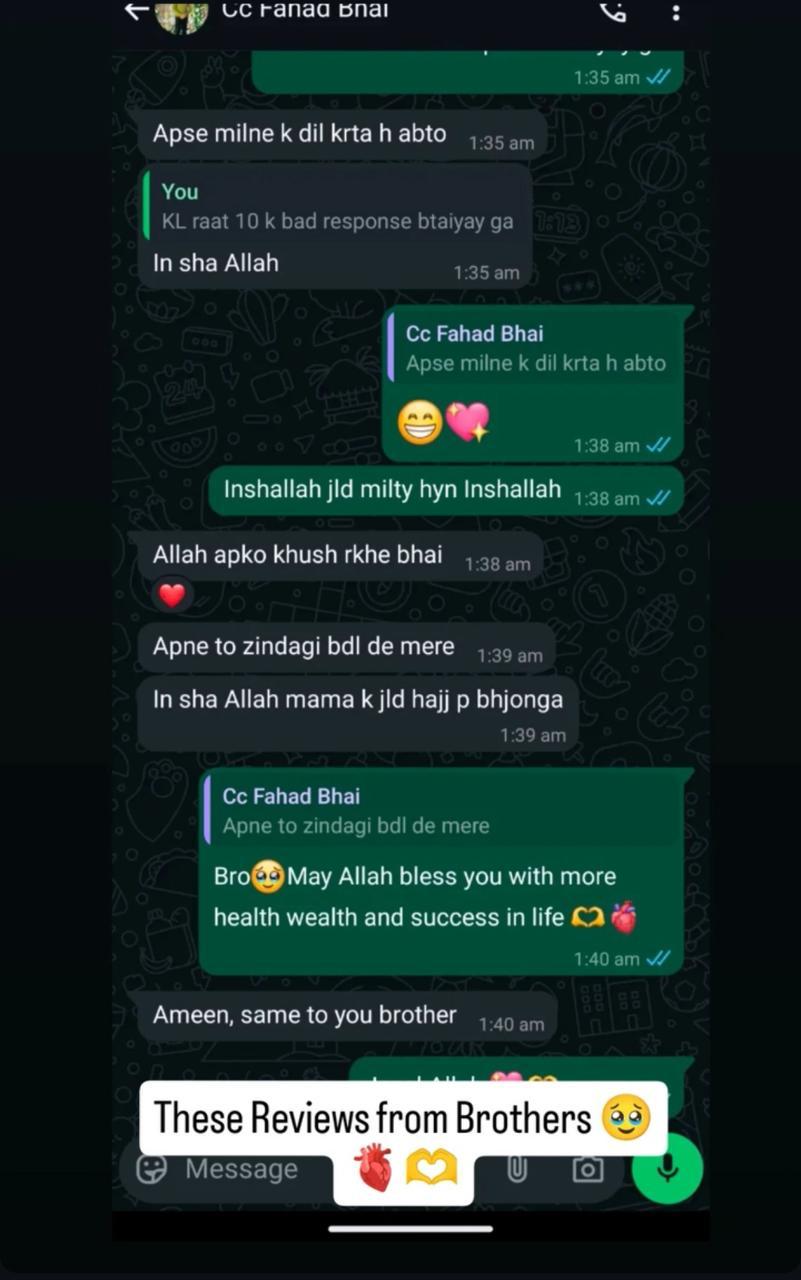 Cc Fahad Bhai
1:35 am
Apse milne k dil krta h abto 1:35 am
You
KL raat 10 k bad response btaiyay ga
In sha Allah 1:35 am
Cc Fahad Bhai
Apse milne k dil krta h abto
😁💖
1:38 am
Inshallah jld milty hyn Inshallah 1:38 am
Allah apko khush rkhe bhai 1:38 am
❤️
Apne to zindagi bdl de mere 1:39 am
In sha Allah mama k jld hajj p bhjonga
1:39 am
Cc Fahad Bhai
Apne to zindagi bdl de mere
Bro🥹May Allah bless you with more
health wealth and success in life 🫶🫀
1:40 am
Ameen, same to you brother 1:40 am
These Reviews from Brothers 🥹
🫀🫶
Message